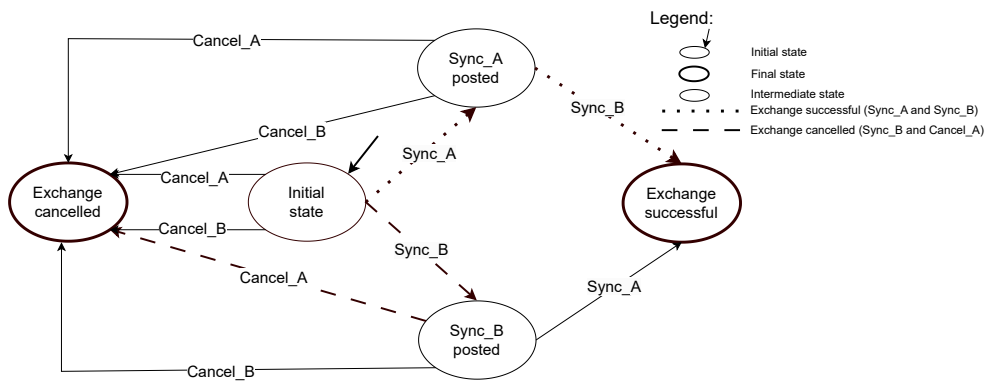 Legend:
Initial state
Final state
Intermediate state
Exchange successful (Sync_A and Sync_B)
Exchange cancelled (Sync_B and Cancel_A)
Cancel_A
Sync_A
posted
Sync_B
Cancel_B
Sync_A
Cancel_A
Exchange
cancelled
Initial
state
Exchange
successful
Cancel_B
Sync_B
Cancel_A
Sync_A
Sync_B
posted
Cancel_B